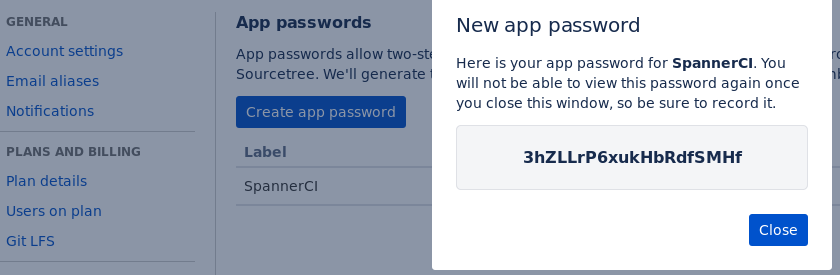 GENERAL
Account settings
Email aliases
Notifications
PLANS AND BILLING
Plan details
Users on plan
Git LFS
App passwords
App passwords allow two-ste
Sourcetree. We'll generate
Create app password
Label
SpannerCI
New app password
Here is your app password for SpannerCI. You
will not be able to view this password again once
you close this window, so be sure to record it.
3hZLLrP6xukHbRdfSMHf
Close